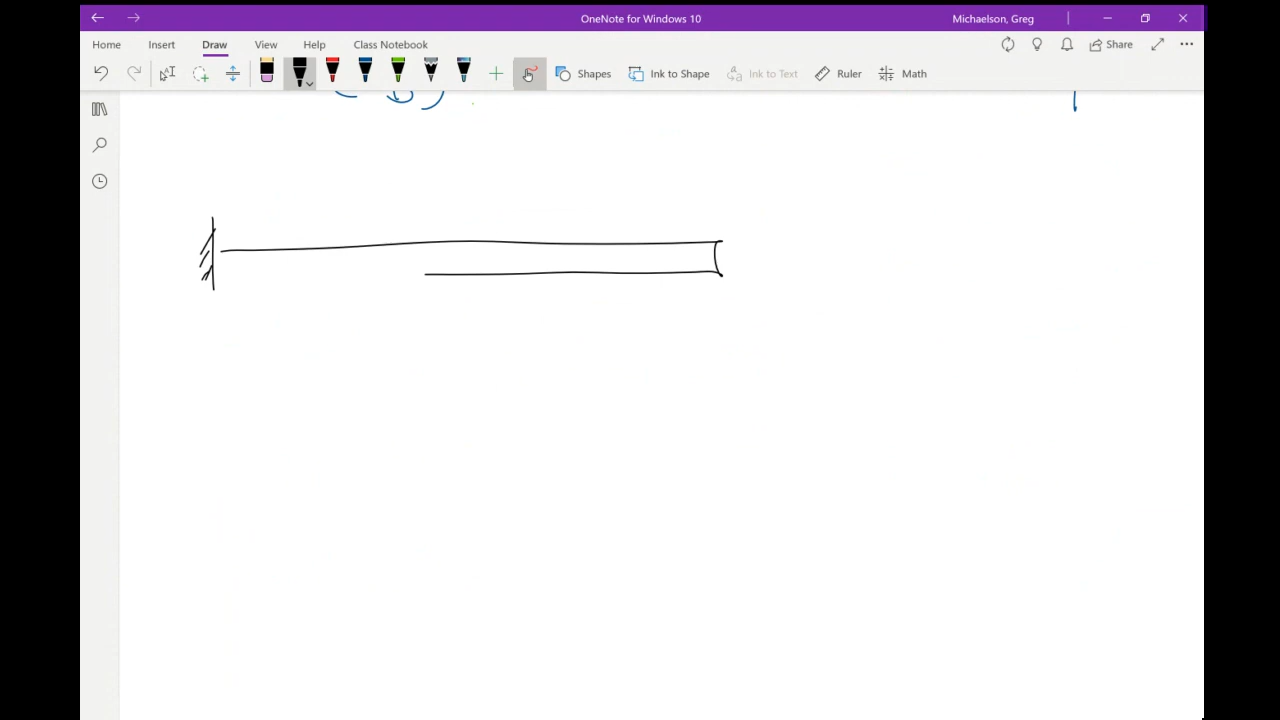 OneNote for Windows 10
Michaelson, Greg
Home Insert Draw View Help Class Notebook
Share
Shapes Ink to Shape Ink to Text Ruler Math